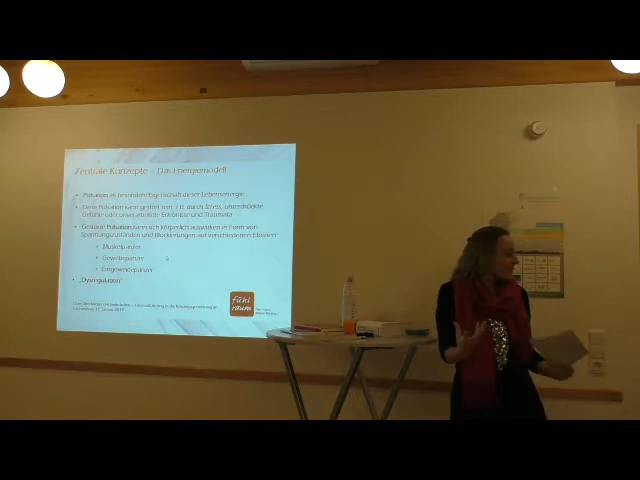 Zentrale Konzepte – Das Energiemodell
• Pulsation als besondere Eigenschaft dieser Lebensenergie
• Diese Pulsation kann gestört sein, z.B. durch Stress, unterdrückte
Gefühle oder unverarbeitete Erlebnisse und Traumata
• Gestörte Pulsation kann sich körperlich auswirken in Form von
Spannungszuständen und Blockierungen auf verschiedenen Ebenen:
• Muskelpanzer
• Gewebepanzer
• Eingeweidepanzer
• „Dysregulation“
fühl
raum